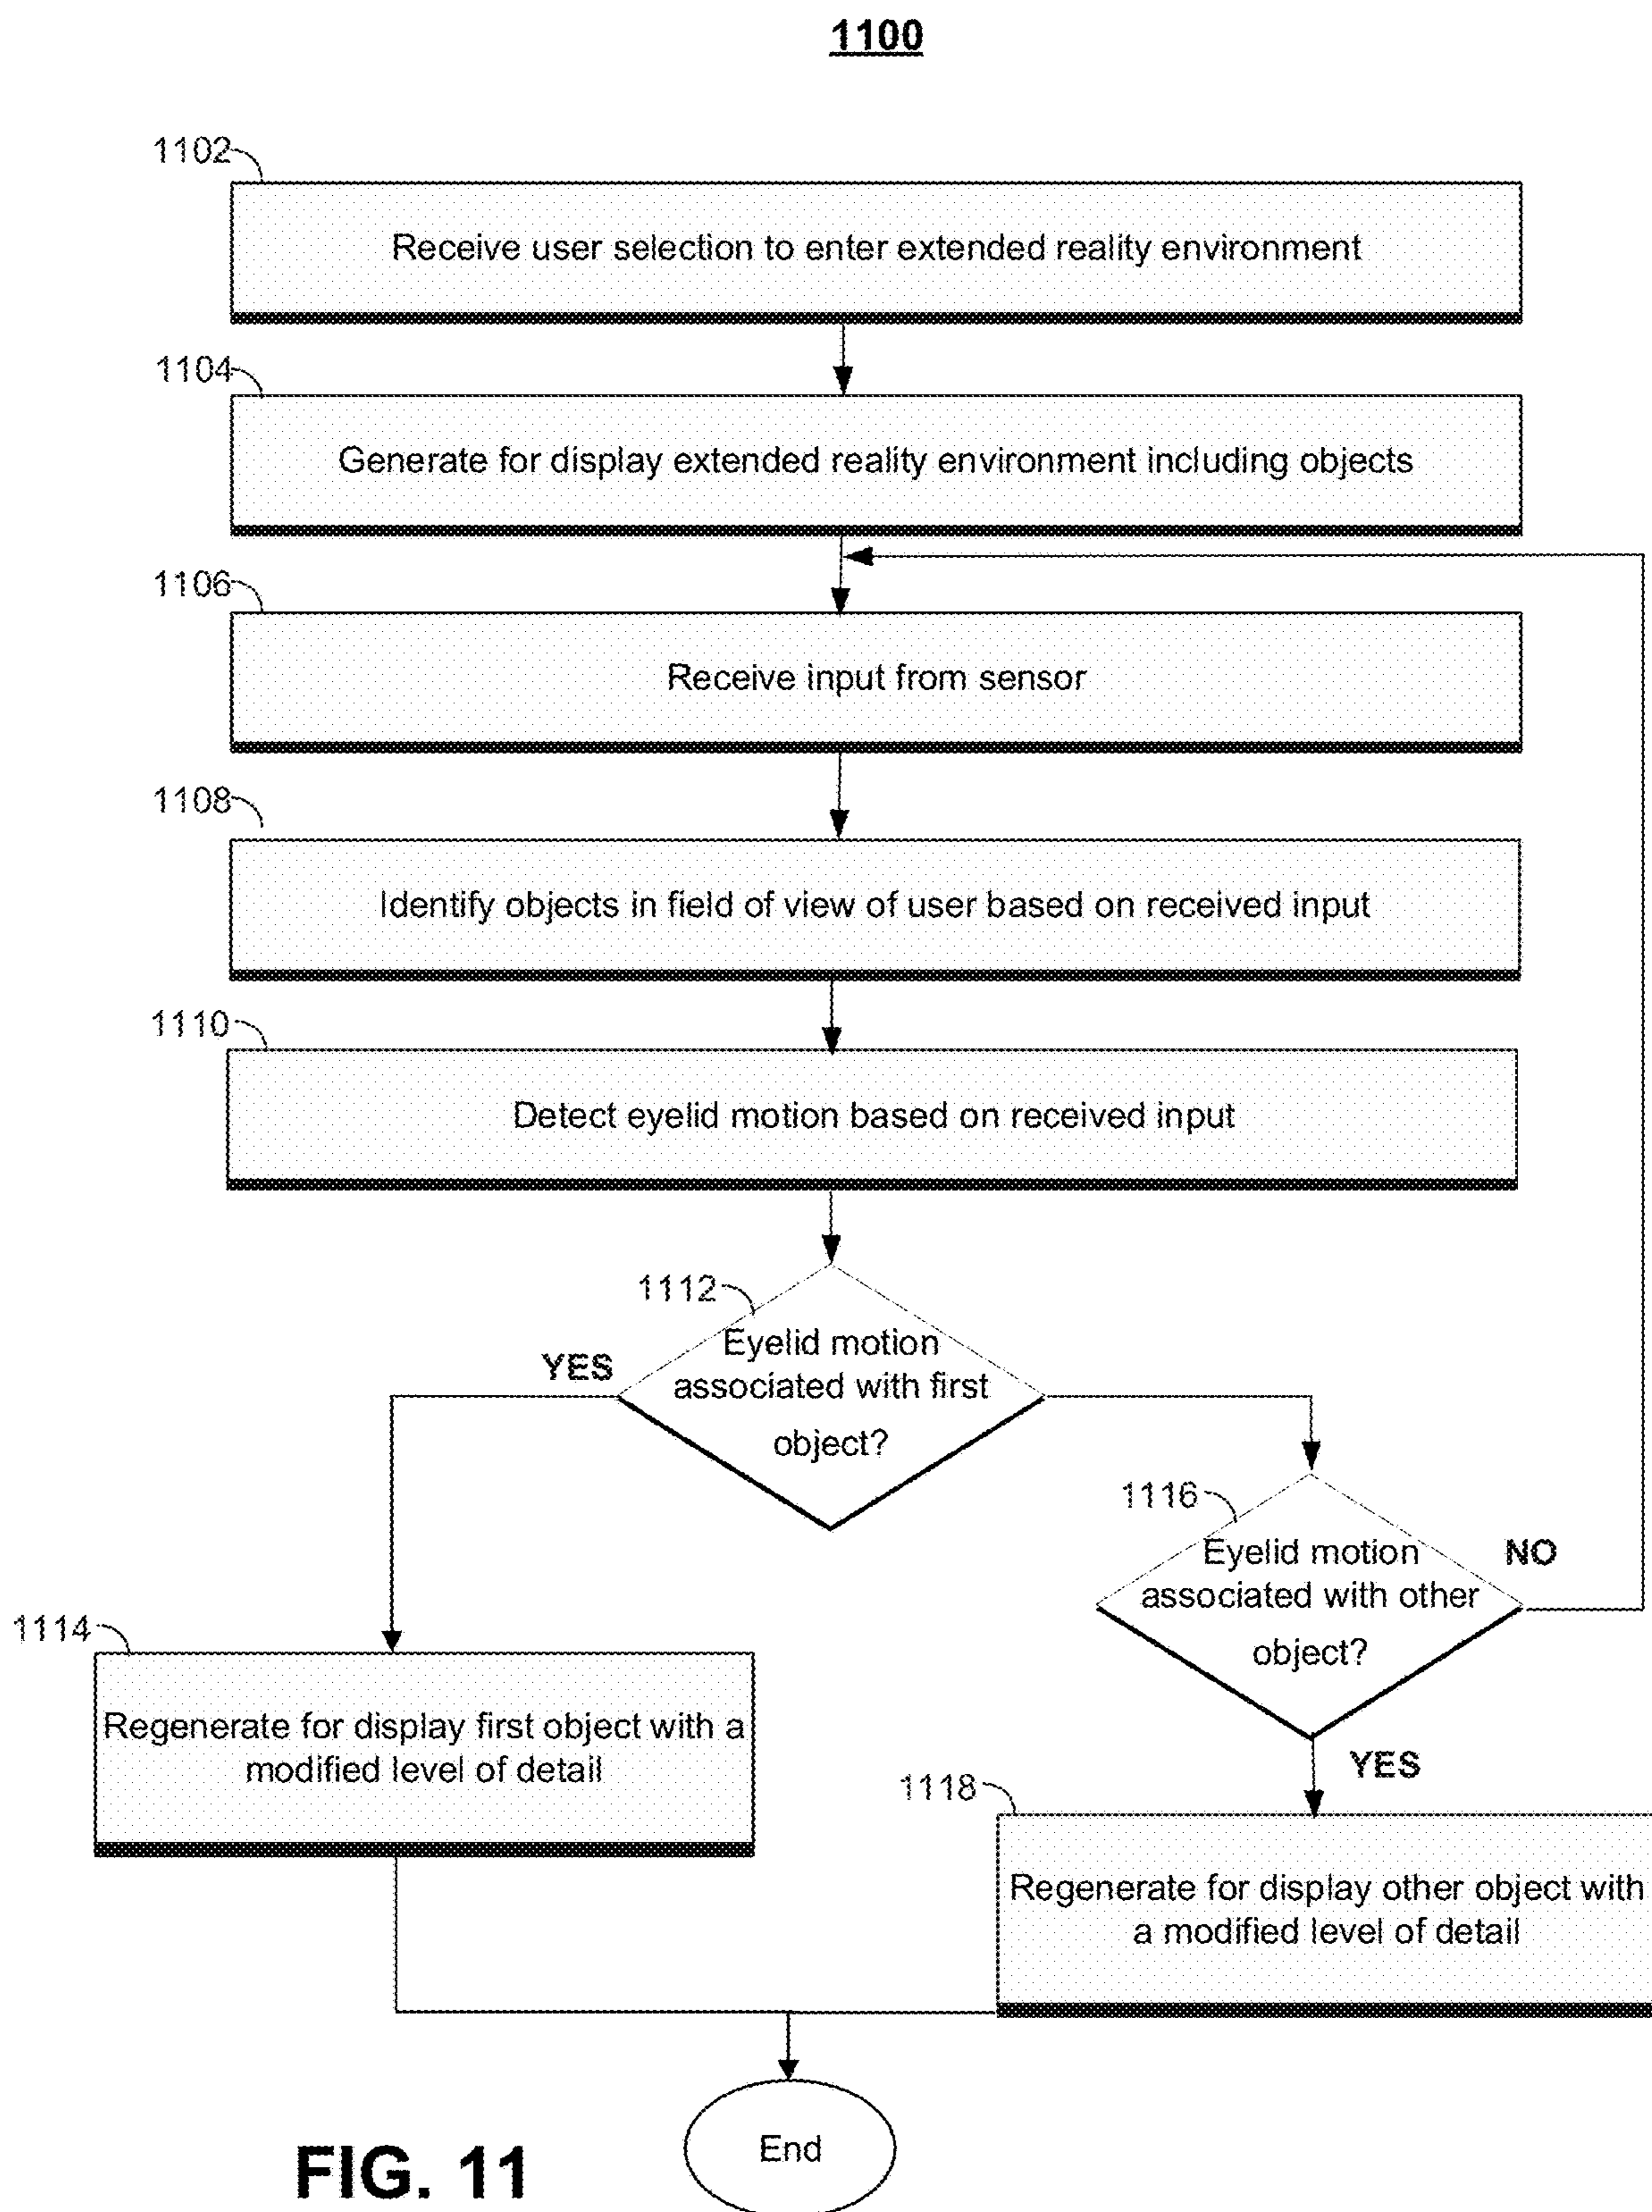 1100
1102
Receive user selection to enter extended reality environment
1104
Generate for display extended reality environment including objects
1106
Receive input from sensor
1108
Identify objects in field of view of user based on received input
1110
Detect eyelid motion based on received input
1112
Eyelid motion
associated with first
object?
YES
1116
Eyelid motion
associated with other
object?
NO
YES
1114
Regenerate for display first object with a
modified level of detail
1118
Regenerate for display other object with
a modified level of detail
End
FIG. 11